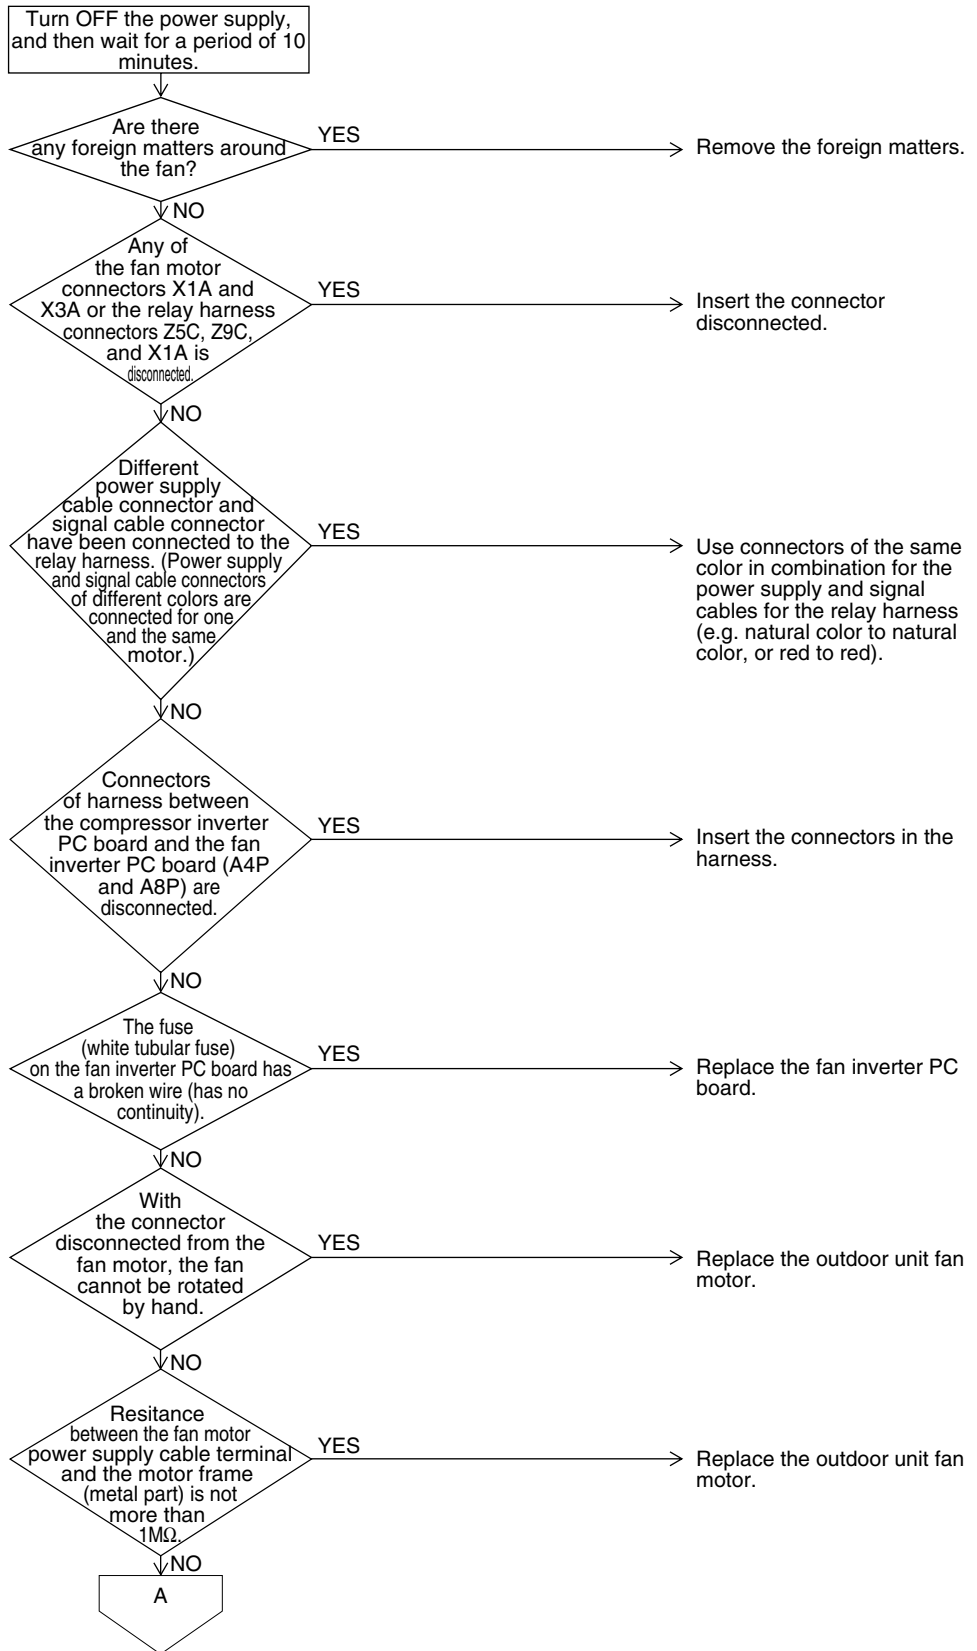 Turn OFF the power supply,
and then wait for a period of 10
minutes.
Are there
any foreign matters around
the fan?
YES
Remove the foreign matters.
NO
Any of
the fan motor
connectors X1A and
X3A or the relay harness
connectors Z5C, Z9C,
and X1A is
disconnected.
YES
Insert the connector
disconnected.
NO
Different
power supply
cable connector and
signal cable connector
have been connected to the
relay harness. (Power supply
and signal cable connectors
of different colors are
connected for one
and the same
motor.)
YES
Use connectors of the same
color in combination for the
power supply and signal
cables for the relay harness
(e.g. natural color to natural
color, or red to red).
NO
Connectors
of harness between
the compressor inverter
PC board and the fan
inverter PC board (A4P
and A8P) are
disconnected.
YES
Insert the connectors in the
harness.
NO
The fuse
(white tubular fuse)
on the fan inverter PC board has
a broken wire (has no
continuity).
YES
Replace the fan inverter PC
board.
NO
With
the connector
disconnected from the
fan motor, the fan
cannot be rotated
by hand.
YES
Replace the outdoor unit fan
motor.
NO
Resitance
between the fan motor
power supply cable terminal
and the motor frame
(metal part) is not
more than
1MΩ.
YES
Replace the outdoor unit fan
motor.
NO
A